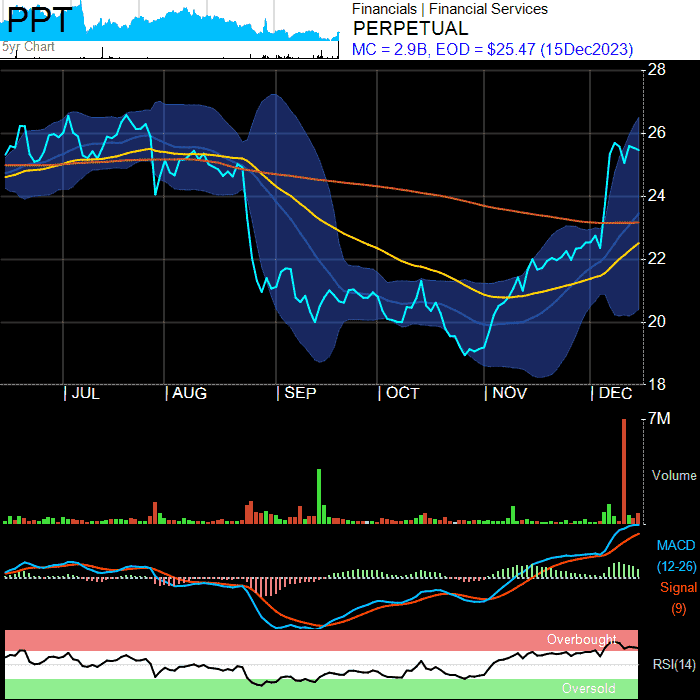 PPT
5yr Chart
Financials | Financial Services
PERPETUAL
MC = 2.9B, EOD = $25.47 (15Dec2023)
28
26
24
22
20
18
| JUL | AUG | SEP | OCT | NOV | DEC
7M
Volume
MACD
(12-26)
Signal
(9)
Overbought
RSI(14)
Oversold